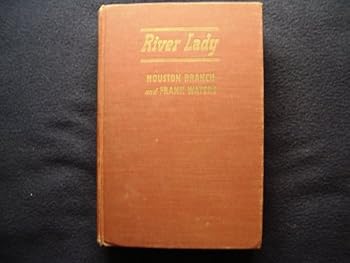 River Lady
HOUSTON BRANCH
and FRANK WATERS